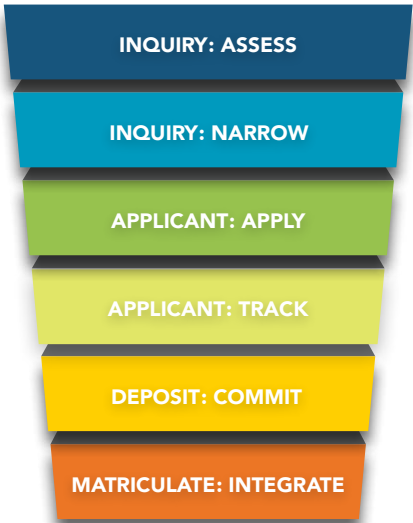 INQUIRY: ASSESS
INQUIRY: NARROW
APPLICANT: APPLY
APPLICANT: TRACK
DEPOSIT: COMMIT
MATRICULATE: INTEGRATE